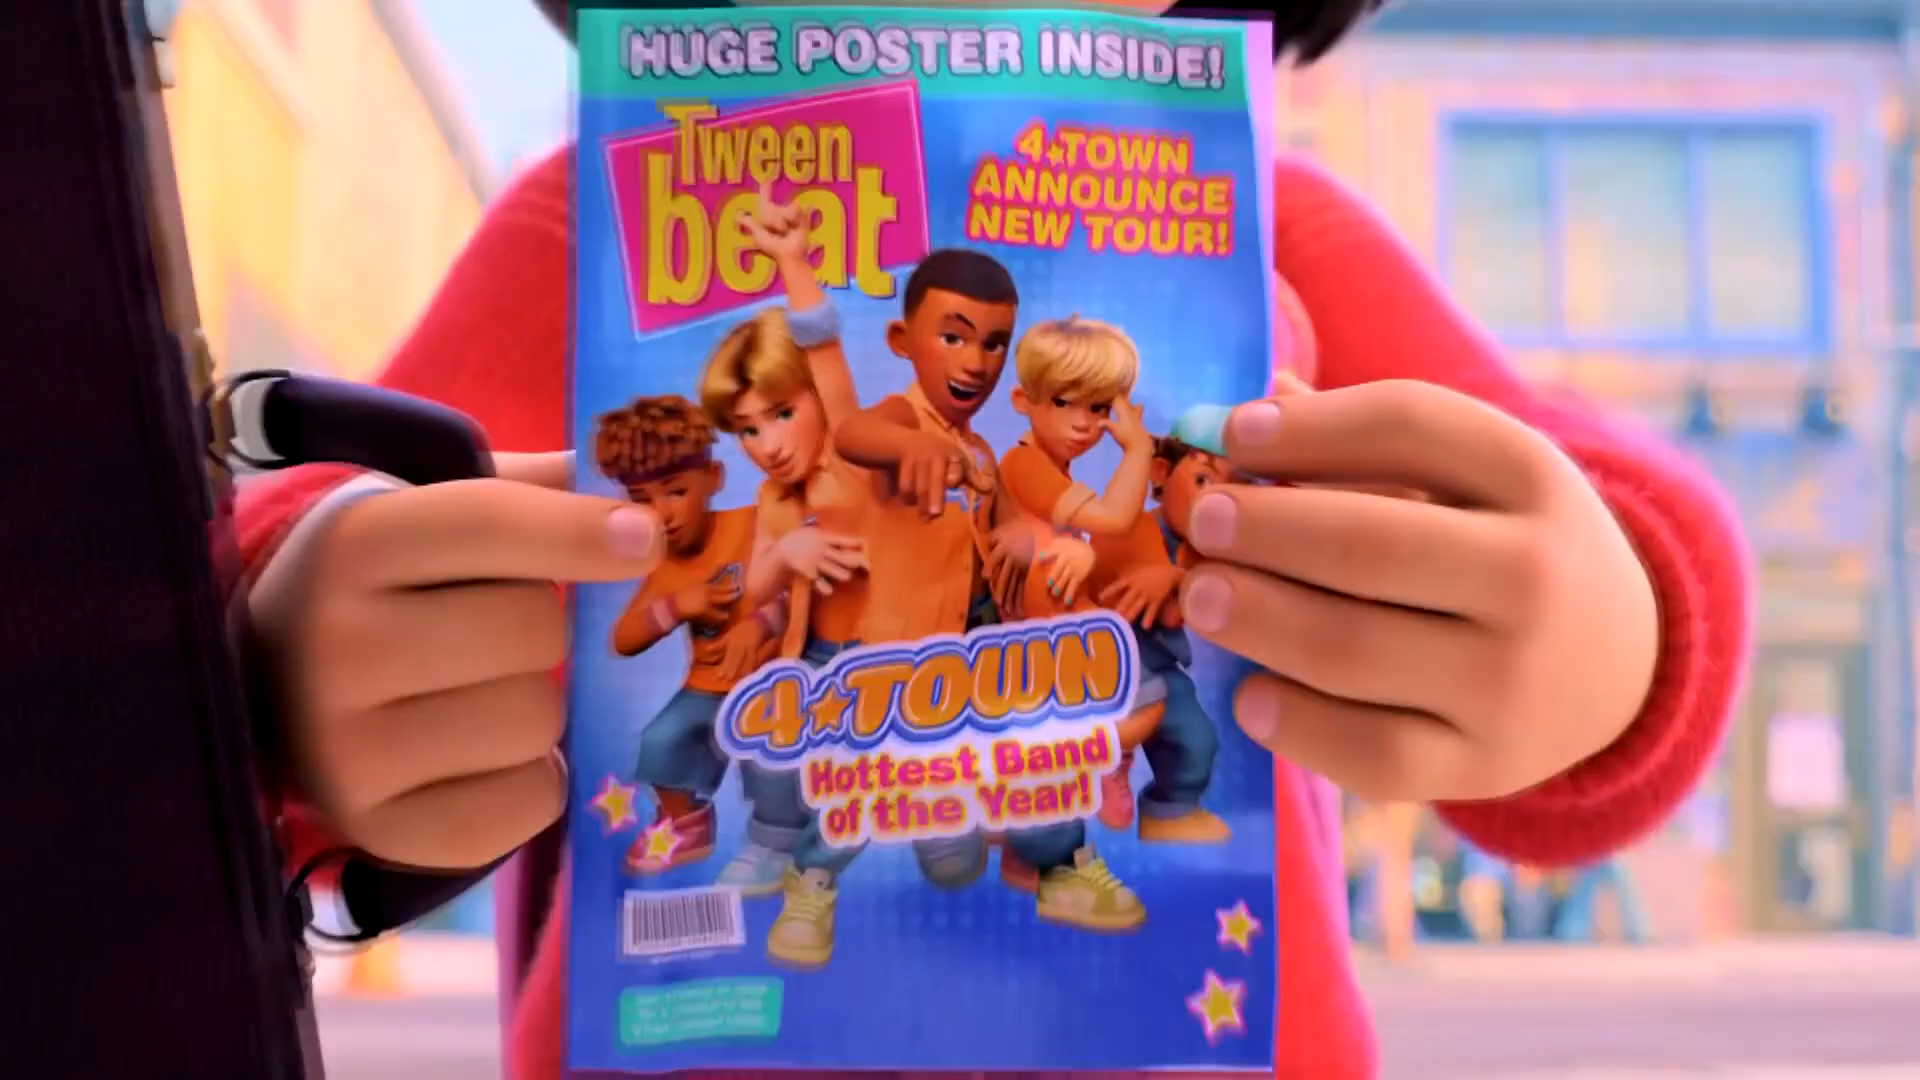 HUGE POSTER INSIDE!
Tween
beat
4★TOWN
ANNOUNCE
NEW TOUR!
4★TOWN
Hottest Band
of the Year!